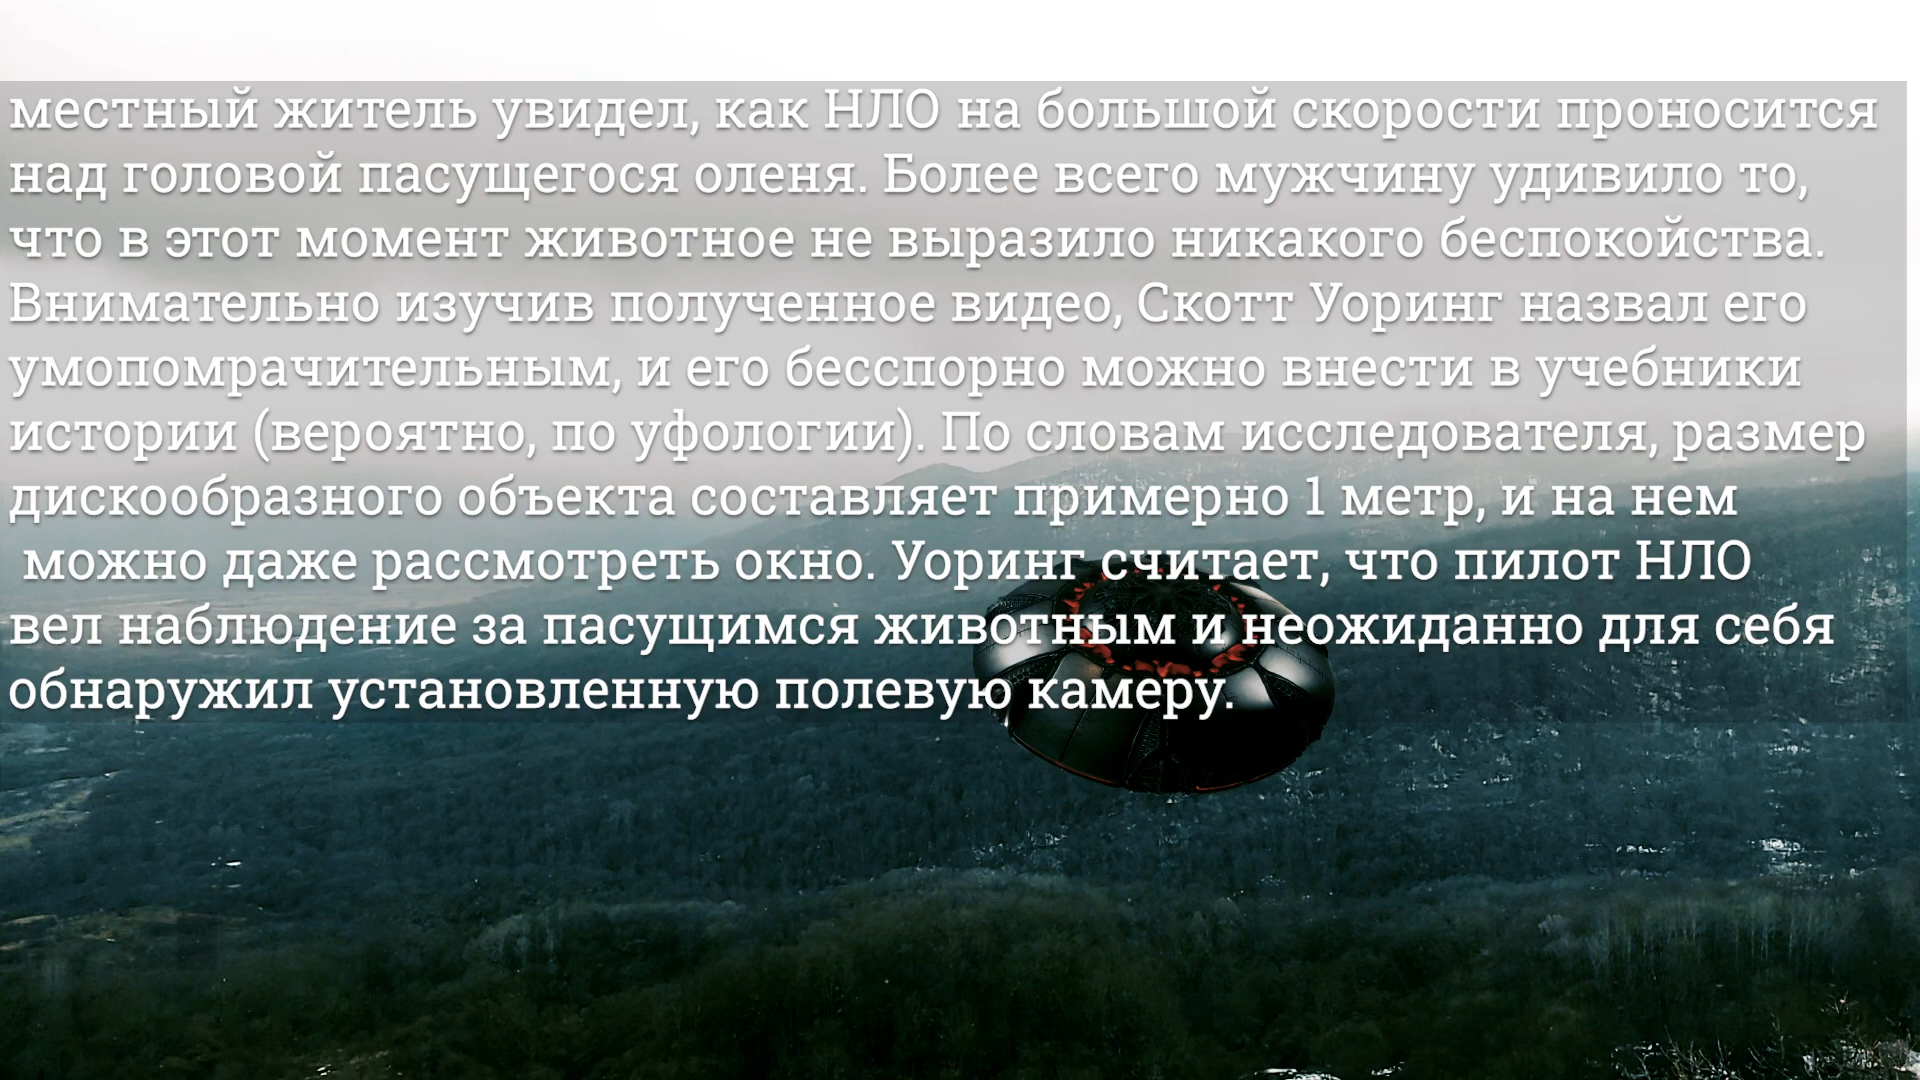 местный житель увидел, как НЛО на большой скорости проносится
над головой пасущегося оленя. Более всего мужчину удивило то,
что в этот момент животное не выразило никакого беспокойства.
Внимательно изучив полученное видео, Скотт Уоринг назвал его
умопомрачительным, и его бесспорно можно внести в учебники
истории (вероятно, по уфологии). По словам исследователя, размер
дискообразного объекта составляет примерно 1 метр, и на нем
можно даже рассмотреть окно. Уоринг считает, что пилот НЛО
вел наблюдение за пасущимся животным и неожиданно для себя
обнаружил установленную полевую камеру.